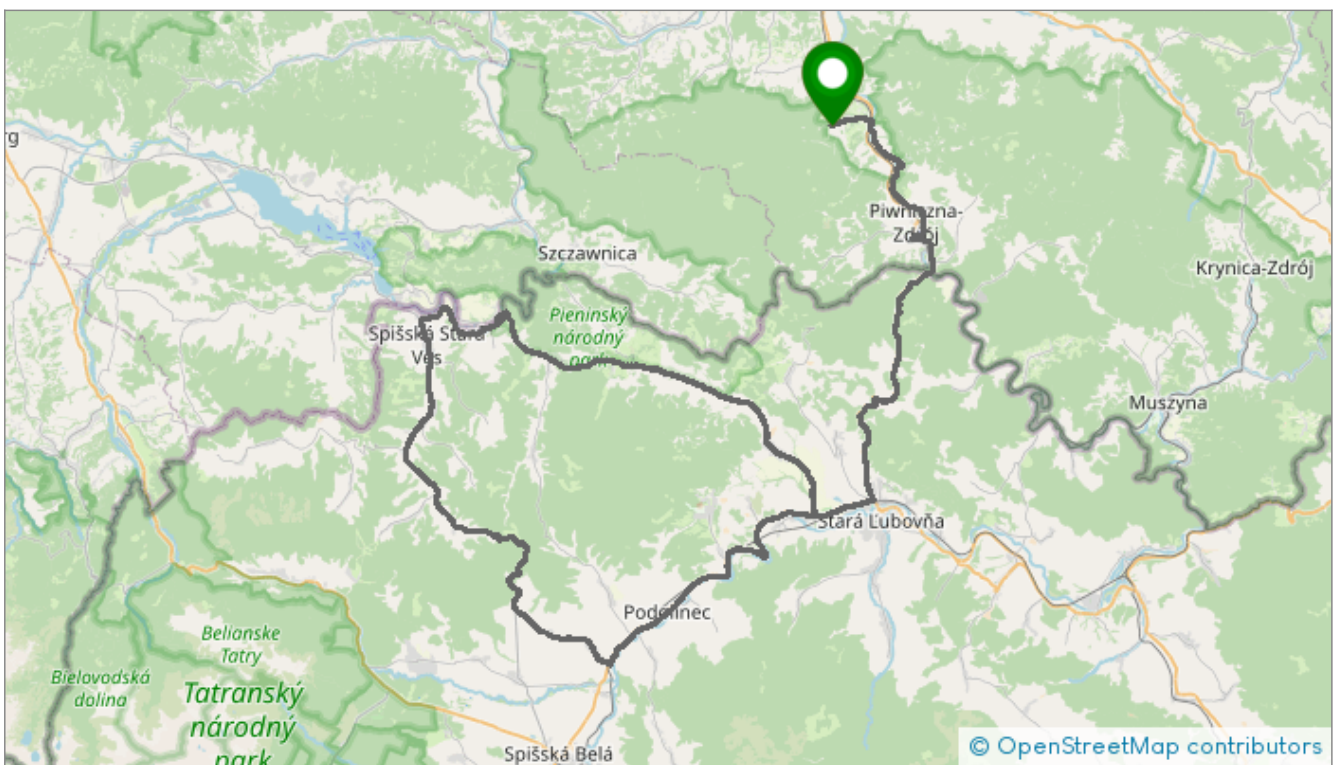 rg
Piwniczna-
Zdrój
Szczawnica
Krynica-Zdrój
Pieninský
národný
park
Spišská Stará
Ves
Muszyna
Stará Ľubovňa
Podolínec
Belianske
Tatry
Bielovodská
dolina
Tatranský
národný
park
Spišská Belá
© OpenStreetMap contributors